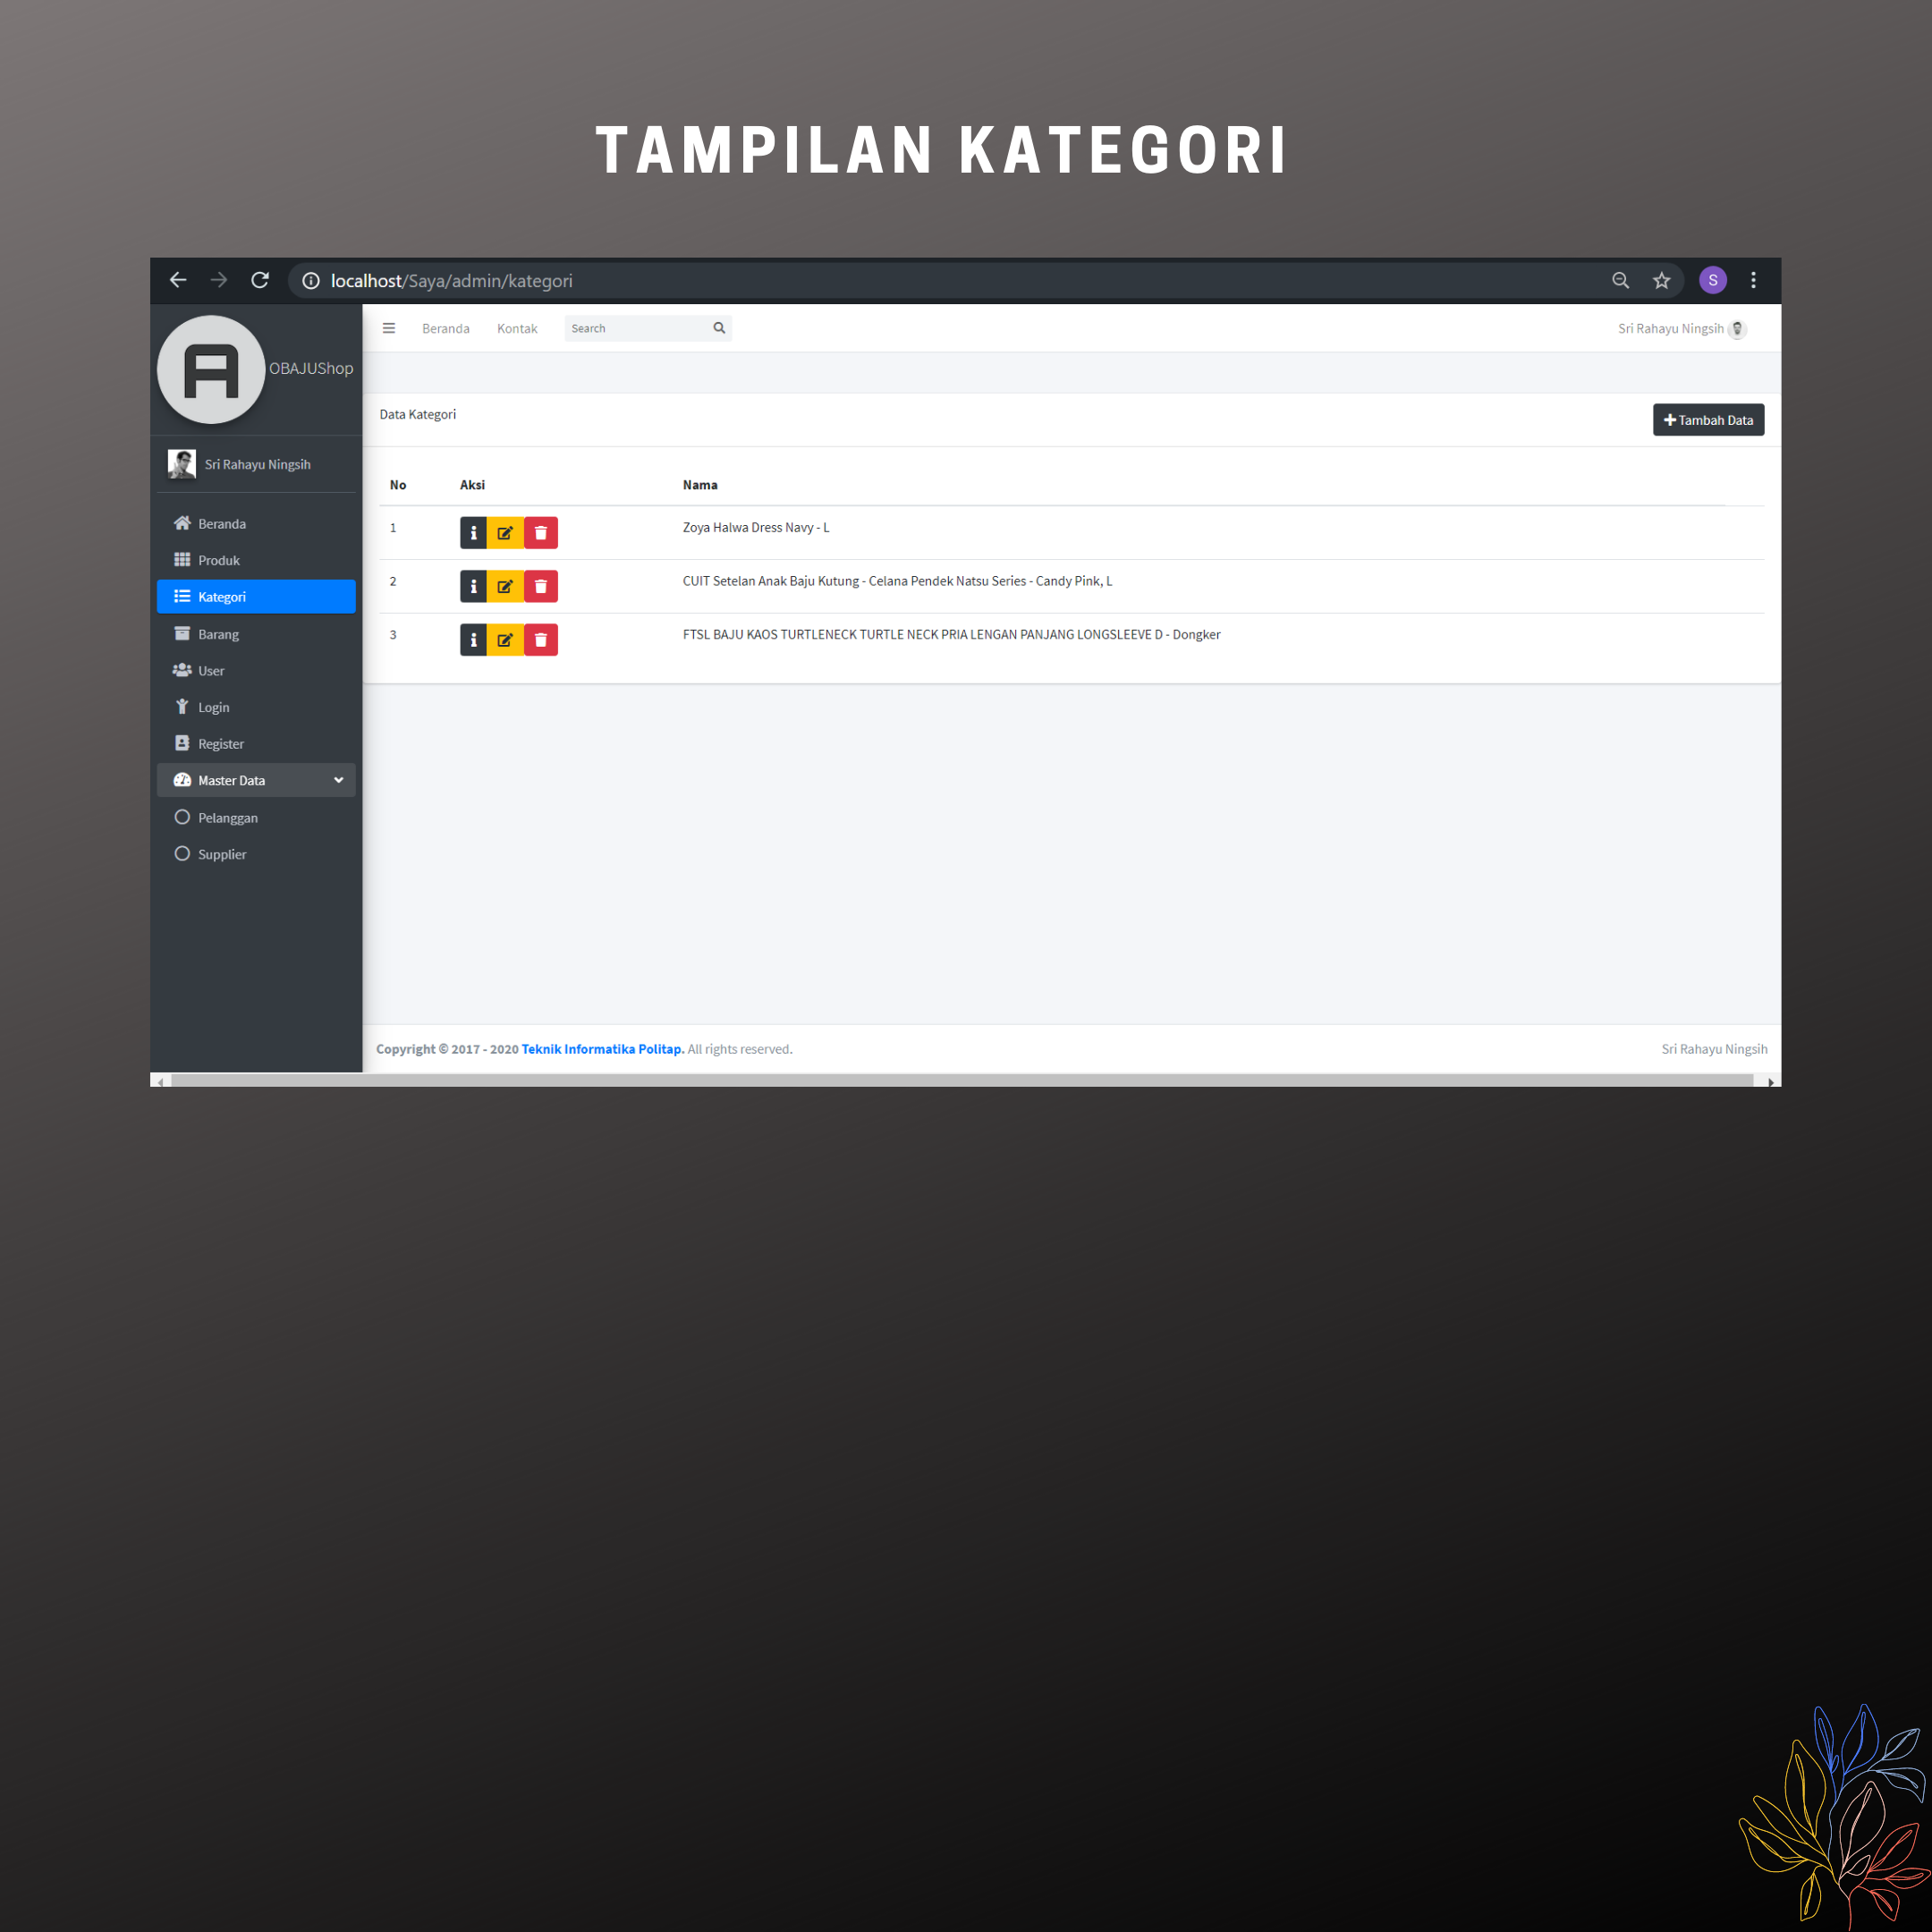 TAMPILAN KATEGORI
localhost/Saya/admin/kategori
S
A OBAJUShop
Beranda Kontak Search Sri Rahayu Ningsih
Data Kategori
+ Tambah Data
Sri Rahayu Ningsih
Beranda
Produk
Kategori
Barang
User
Login
Register
Master Data
Pelanggan
Supplier
No Aksi Nama
1 Zoya Halwa Dress Navy - L
2 CUIT Setelan Anak Baju Kutung - Celana Pendek Natsu Series - Candy Pink, L
3 FTSL BAJU KAOS TURTLENECK TURTLE NECK PRIA LENGAN PANJANG LONGSLEEVE D - Dongker
Copyright © 2017 - 2020 Teknik Informatika Politap. All rights reserved. Sri Rahayu Ningsih